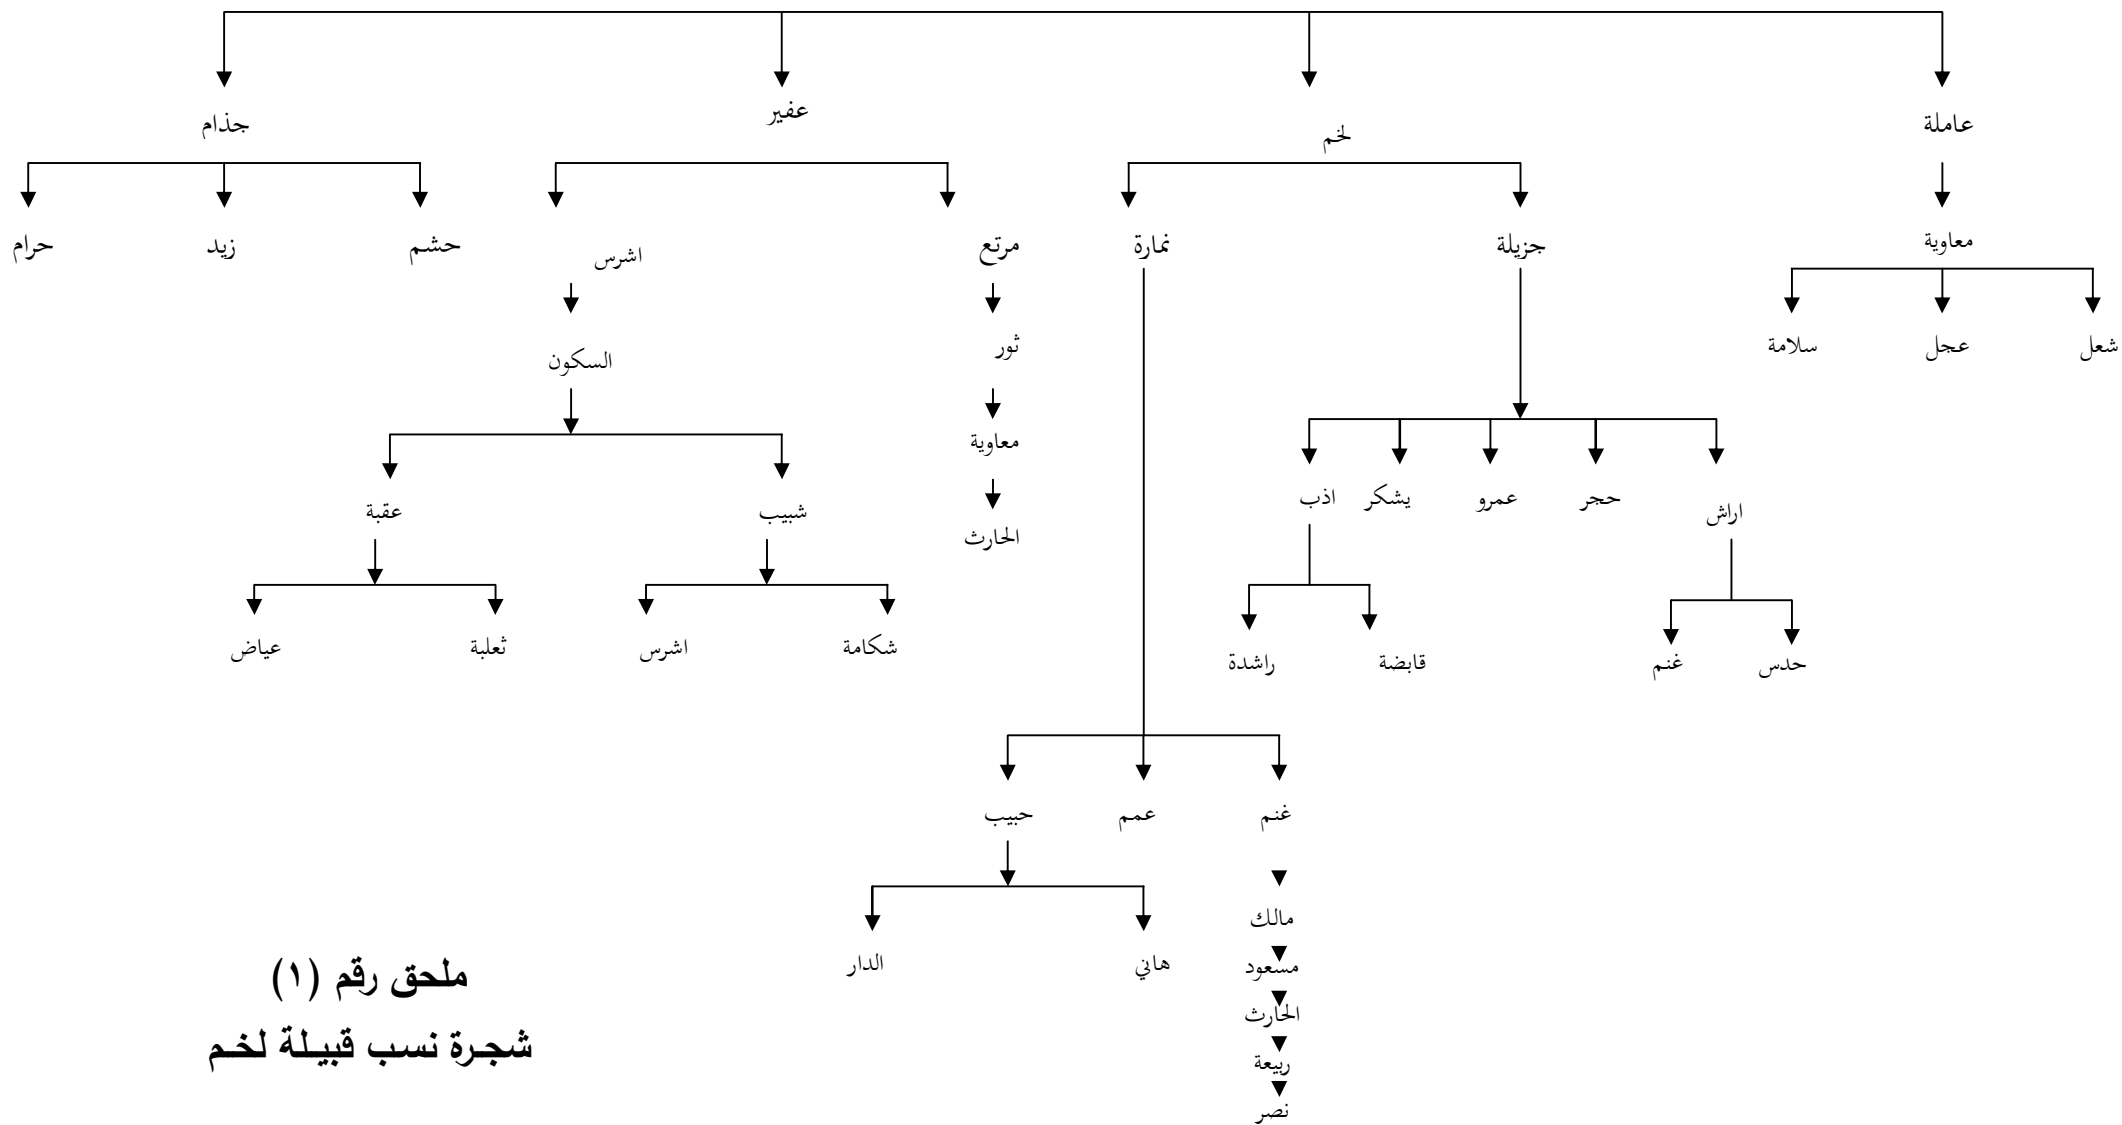 عاملة
لخم
عفير
جذام
معاوية
جزيلة
نمارة
مرتع
اشرس
حشم
زيد
حرام
شعل
عجل
سلامة
ثور
السكون
معاوية
اراش
حجر
عمرو
يشكر
اذب
الحارث
شبيب
عقبة
حدس
غنم
قابضة
راشدة
شكامة
اشرس
ثعلبة
عياض
غنم
عمم
حبيب
مالك
هاني
الدار
مسعود
الحارث
ربيعة
نصر
ملحق رقم (١)
شجرة نسب قبيلة لخم